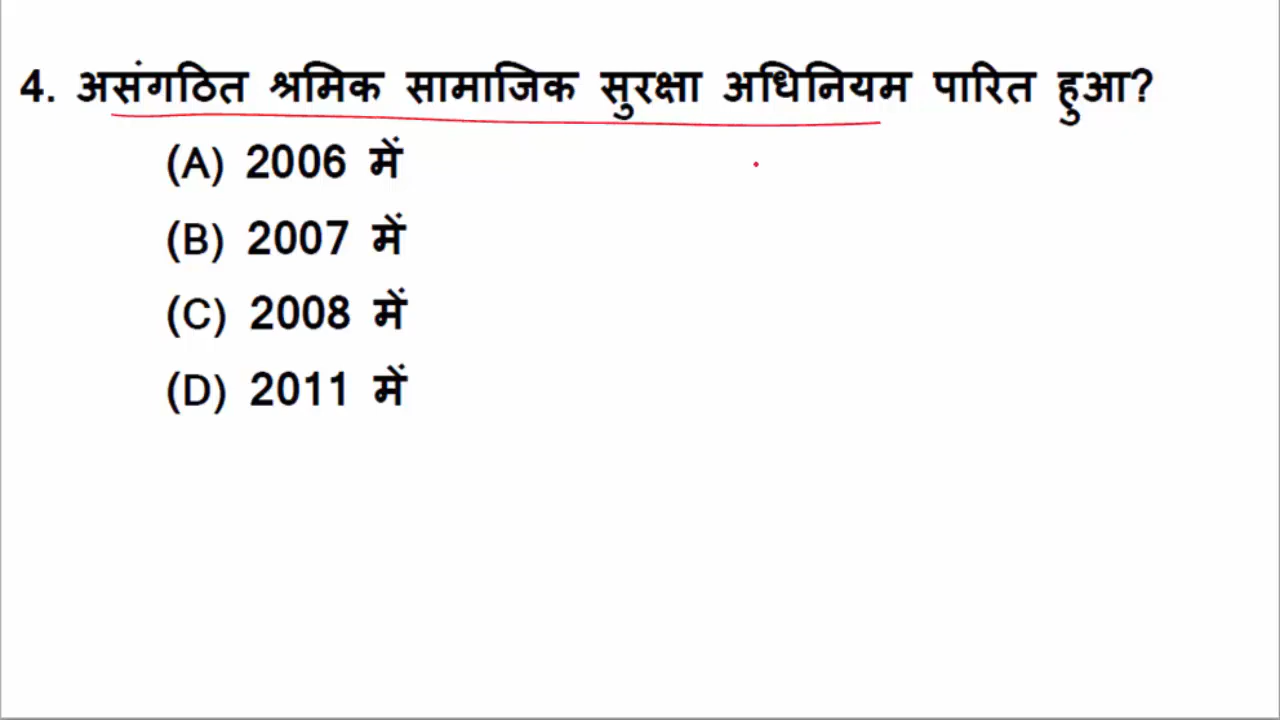 4. असंगठित श्रमिक सामाजिक सुरक्षा अधिनियम पारित हुआ?
(A) 2006 में
(B) 2007 में
(C) 2008 में
(D) 2011 में